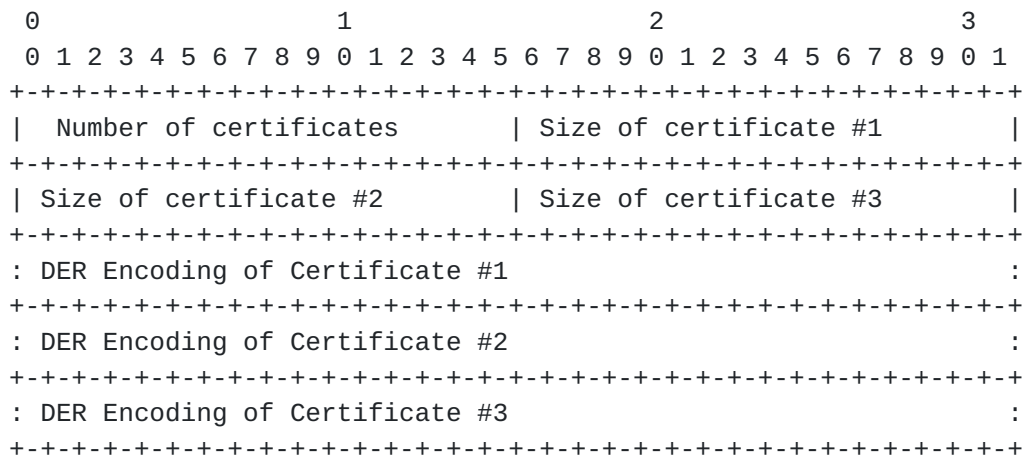 0                   1                   2                   3
 0 1 2 3 4 5 6 7 8 9 0 1 2 3 4 5 6 7 8 9 0 1 2 3 4 5 6 7 8 9 0 1
+-+-+-+-+-+-+-+-+-+-+-+-+-+-+-+-+-+-+-+-+-+-+-+-+-+-+-+-+-+-+-+-+
|  Number of certificates       | Size of certificate #1        |
+-+-+-+-+-+-+-+-+-+-+-+-+-+-+-+-+-+-+-+-+-+-+-+-+-+-+-+-+-+-+-+-+
| Size of certificate #2        | Size of certificate #3        |
+-+-+-+-+-+-+-+-+-+-+-+-+-+-+-+-+-+-+-+-+-+-+-+-+-+-+-+-+-+-+-+-+
: DER Encoding of Certificate #1                                :
+-+-+-+-+-+-+-+-+-+-+-+-+-+-+-+-+-+-+-+-+-+-+-+-+-+-+-+-+-+-+-+-+
: DER Encoding of Certificate #2                                :
+-+-+-+-+-+-+-+-+-+-+-+-+-+-+-+-+-+-+-+-+-+-+-+-+-+-+-+-+-+-+-+-+
: DER Encoding of Certificate #3                                :
+-+-+-+-+-+-+-+-+-+-+-+-+-+-+-+-+-+-+-+-+-+-+-+-+-+-+-+-+-+-+-+-+